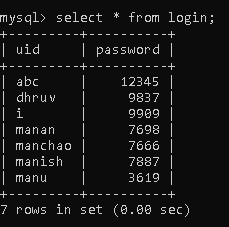 mysql> select * from login;
+----------+----------+
| uid      | password |
+----------+----------+
| abc      |    12345 |
| dhruv    |     9837 |
| i        |     9909 |
| manan    |     7698 |
| manchao  |     7666 |
| manish   |     7887 |
| manu     |     3619 |
+----------+----------+
7 rows in set (0.00 sec)